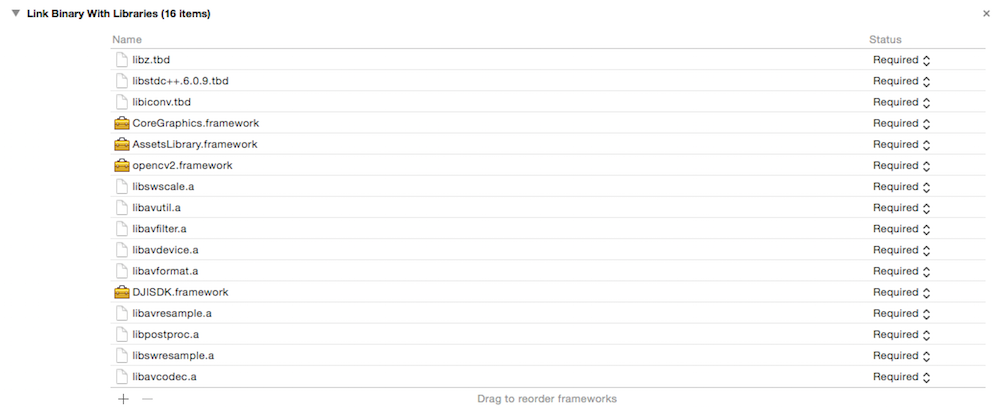 Link Binary With Libraries (16 items)
Name Status
libz.tbd Required
libstdc++.6.0.9.tbd Required
libiconv.tbd Required
CoreGraphics.framework Required
AssetsLibrary.framework Required
opencv2.framework Required
libswscale.a Required
libavutil.a Required
libavfilter.a Required
libavdevice.a Required
libavformat.a Required
DJISDK.framework Required
libavresample.a Required
libpostproc.a Required
libswresample.a Required
libavcodec.a Required
Drag to reorder frameworks